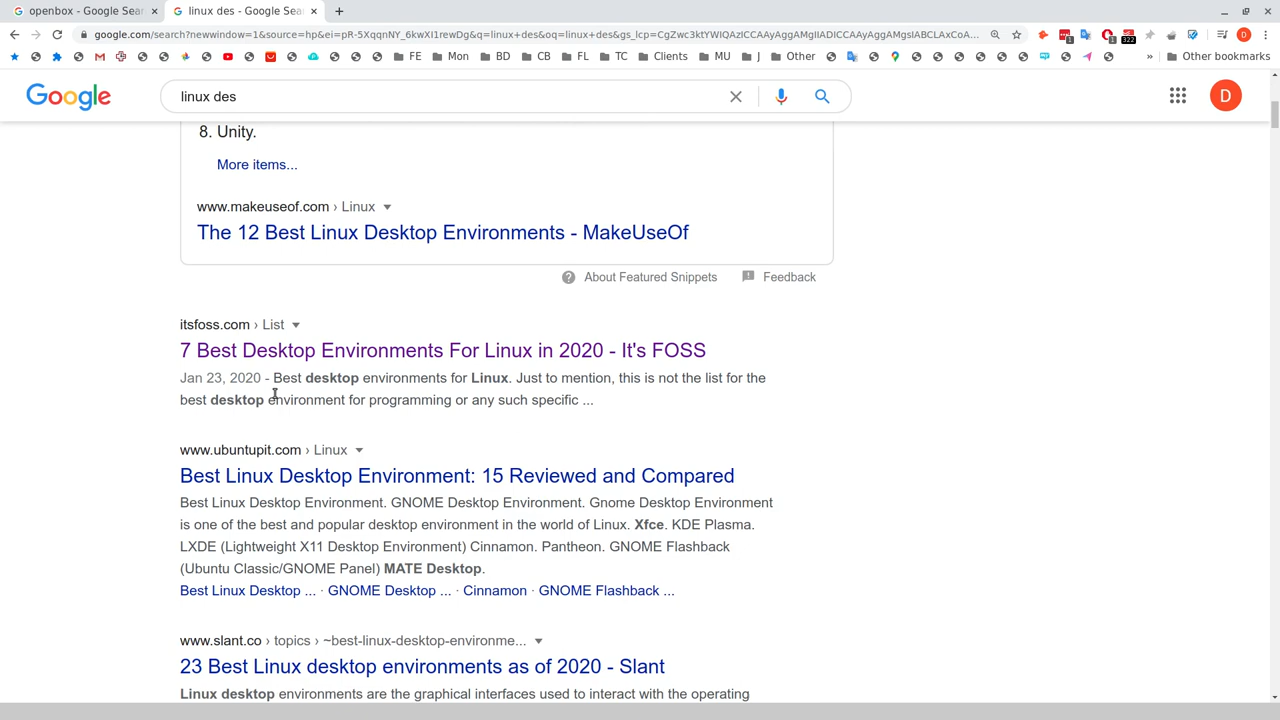 openbox - Google Sear
linux des - Google Sear
google.com/search?newwindow=1&source=hp&ei=pR-5XqqnNY_6kwXI1rewDg&q=linux+des&oq=linux+des&gs_lcp=CgZwc3ktYWIQAzICCAAyAggAMgIIADICCAAyAggAMgsIABCLAxCoA...
FE
Mon
BD
CB
FL
TC
Clients
MU
J
Other
»
Other bookmarks
Google
linux des
D
8. Unity.
More items...
www.makeuseof.com › Linux
The 12 Best Linux Desktop Environments - MakeUseOf
About Featured Snippets
Feedback
itsfoss.com › List
7 Best Desktop Environments For Linux in 2020 - It's FOSS
Jan 23, 2020 - Best desktop environments for Linux. Just to mention, this is not the list for the
best desktop environment for programming or any such specific ...
www.ubuntupit.com › Linux
Best Linux Desktop Environment: 15 Reviewed and Compared
Best Linux Desktop Environment. GNOME Desktop Environment. Gnome Desktop Environment
is one of the best and popular desktop environment in the world of Linux. Xfce. KDE Plasma.
LXDE (Lightweight X11 Desktop Environment) Cinnamon. Pantheon. GNOME Flashback
(Ubuntu Classic/GNOME Panel) MATE Desktop.
Best Linux Desktop ... · GNOME Desktop ... · Cinnamon · GNOME Flashback ...
www.slant.co › topics › ~best-linux-desktop-environme...
23 Best Linux desktop environments as of 2020 - Slant
Linux desktop environments are the graphical interfaces used to interact with the operating